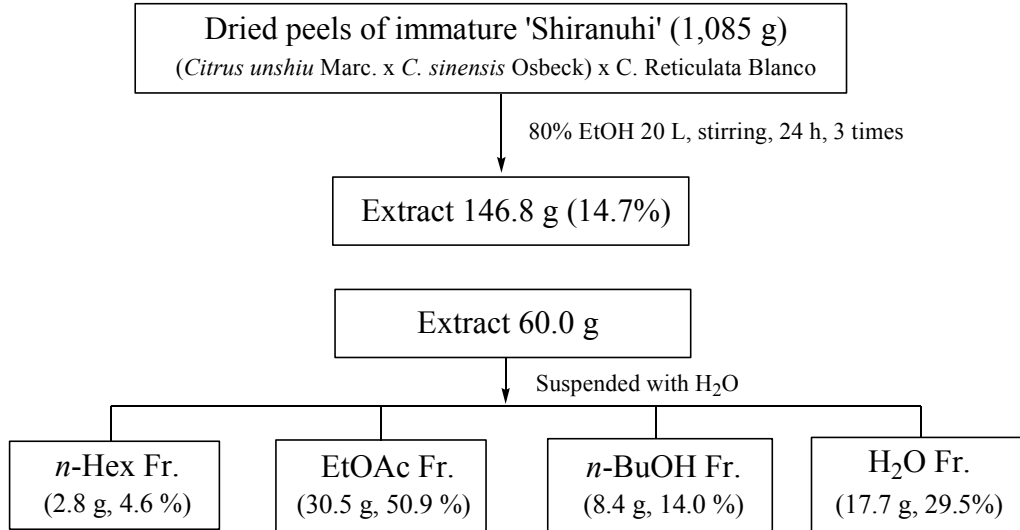 Dried peels of immature 'Shiranuhi' (1,085 g)
(Citrus unshiu Marc. x C. sinensis Osbeck) x C. Reticulata Blanco
80% EtOH 20 L, stirring, 24 h, 3 times
Extract 146.8 g (14.7%)
Extract 60.0 g
Suspended with H₂O
n-Hex Fr.
(2.8 g, 4.6 %)
EtOAc Fr.
(30.5 g, 50.9 %)
n-BuOH Fr.
(8.4 g, 14.0 %)
H₂O Fr.
(17.7 g, 29.5%)